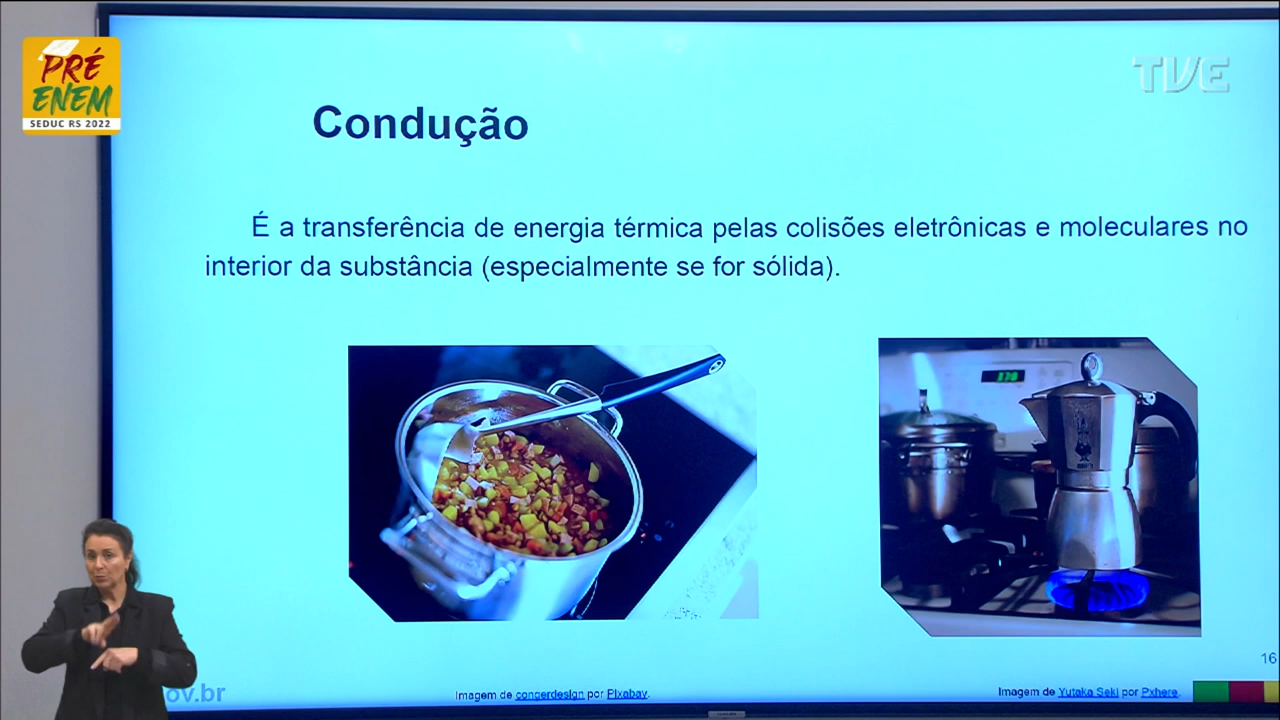 PRÉ
ENEM
SEDUC RS 2022
TVE
Condução
É a transferência de energia térmica pelas colisões eletrônicas e moleculares no
interior da substância (especialmente se for sólida).
16
ov.br
Imagem de congerdesign por Pixabay.
Imagem de Yutaka Seki por Pxhere.